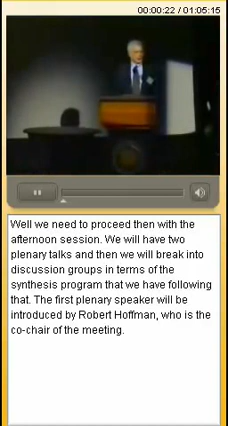 00:00:22 / 01:05:15
Well we need to proceed then with the
afternoon session. We will have two
plenary talks and then we will break into
discussion groups in terms of the
synthesis program that we have following
that. The first plenary speaker will be
introduced by Robert Hoffman, who is the
co-chair of the meeting.